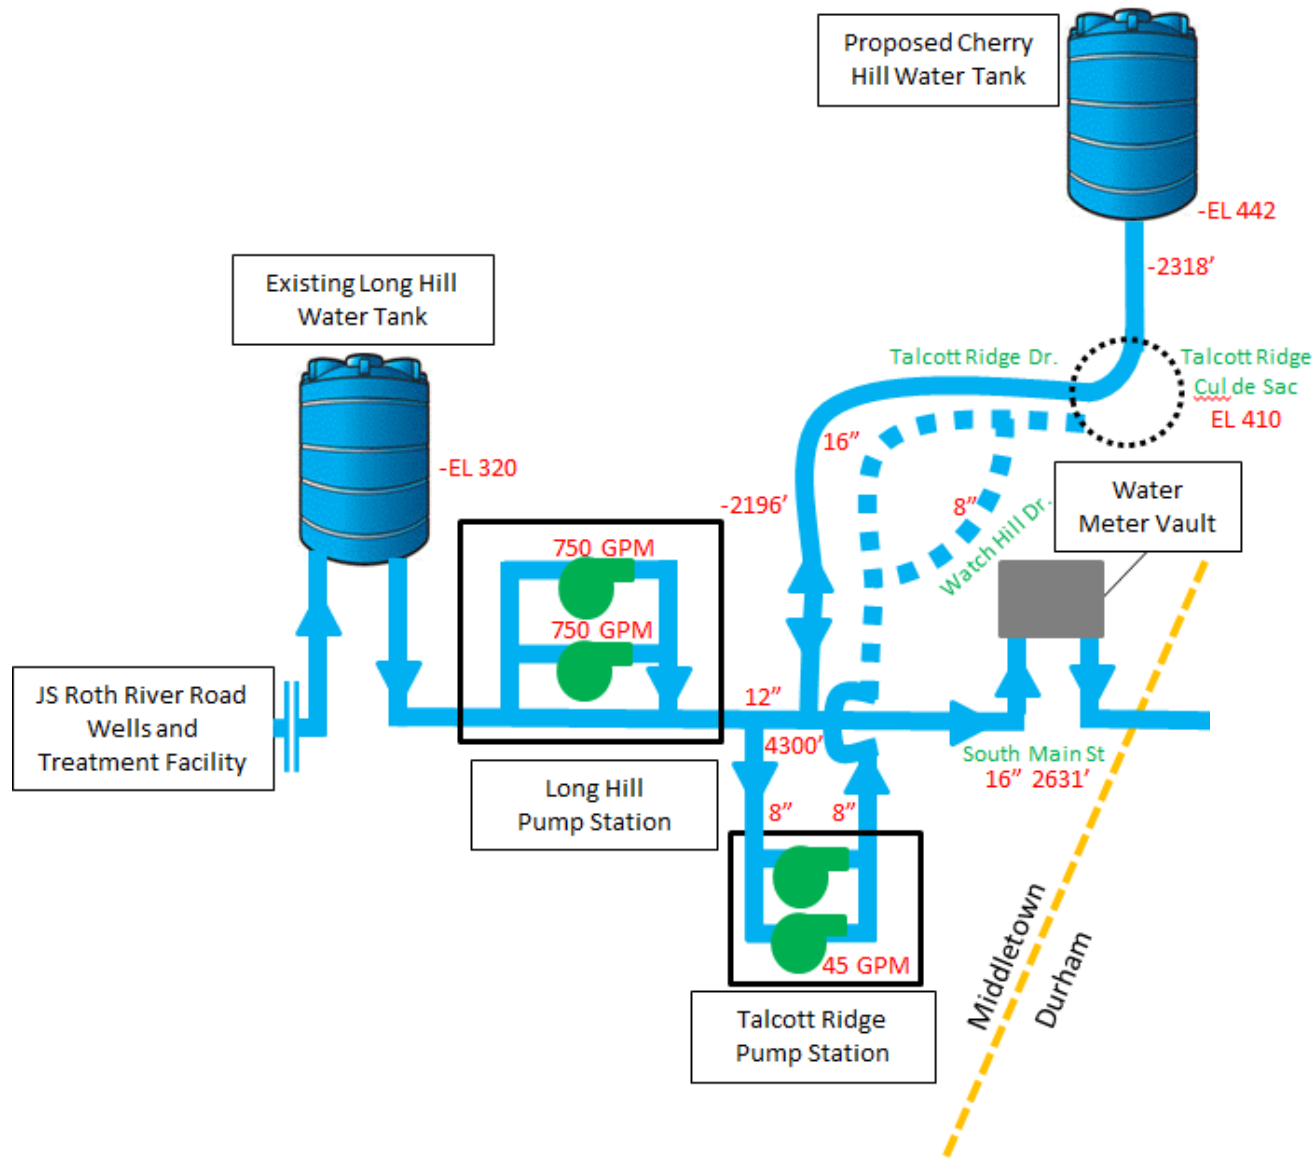 Proposed Cherry
Hill Water Tank
-EL 442
-2318’
Existing Long Hill
Water Tank
Talcott Ridge Dr.
Talcott Ridge
Cul de Sac
EL 410
16”
-EL 320
-2196’
8”
Watch Hill Dr.
Water
Meter Vault
750 GPM
750 GPM
JS Roth River Road
Wells and
Treatment Facility
12”
4300’
South Main St
16” 2631’
Long Hill
Pump Station
8”
8”
45 GPM
Middletown
Durham
Talcott Ridge
Pump Station